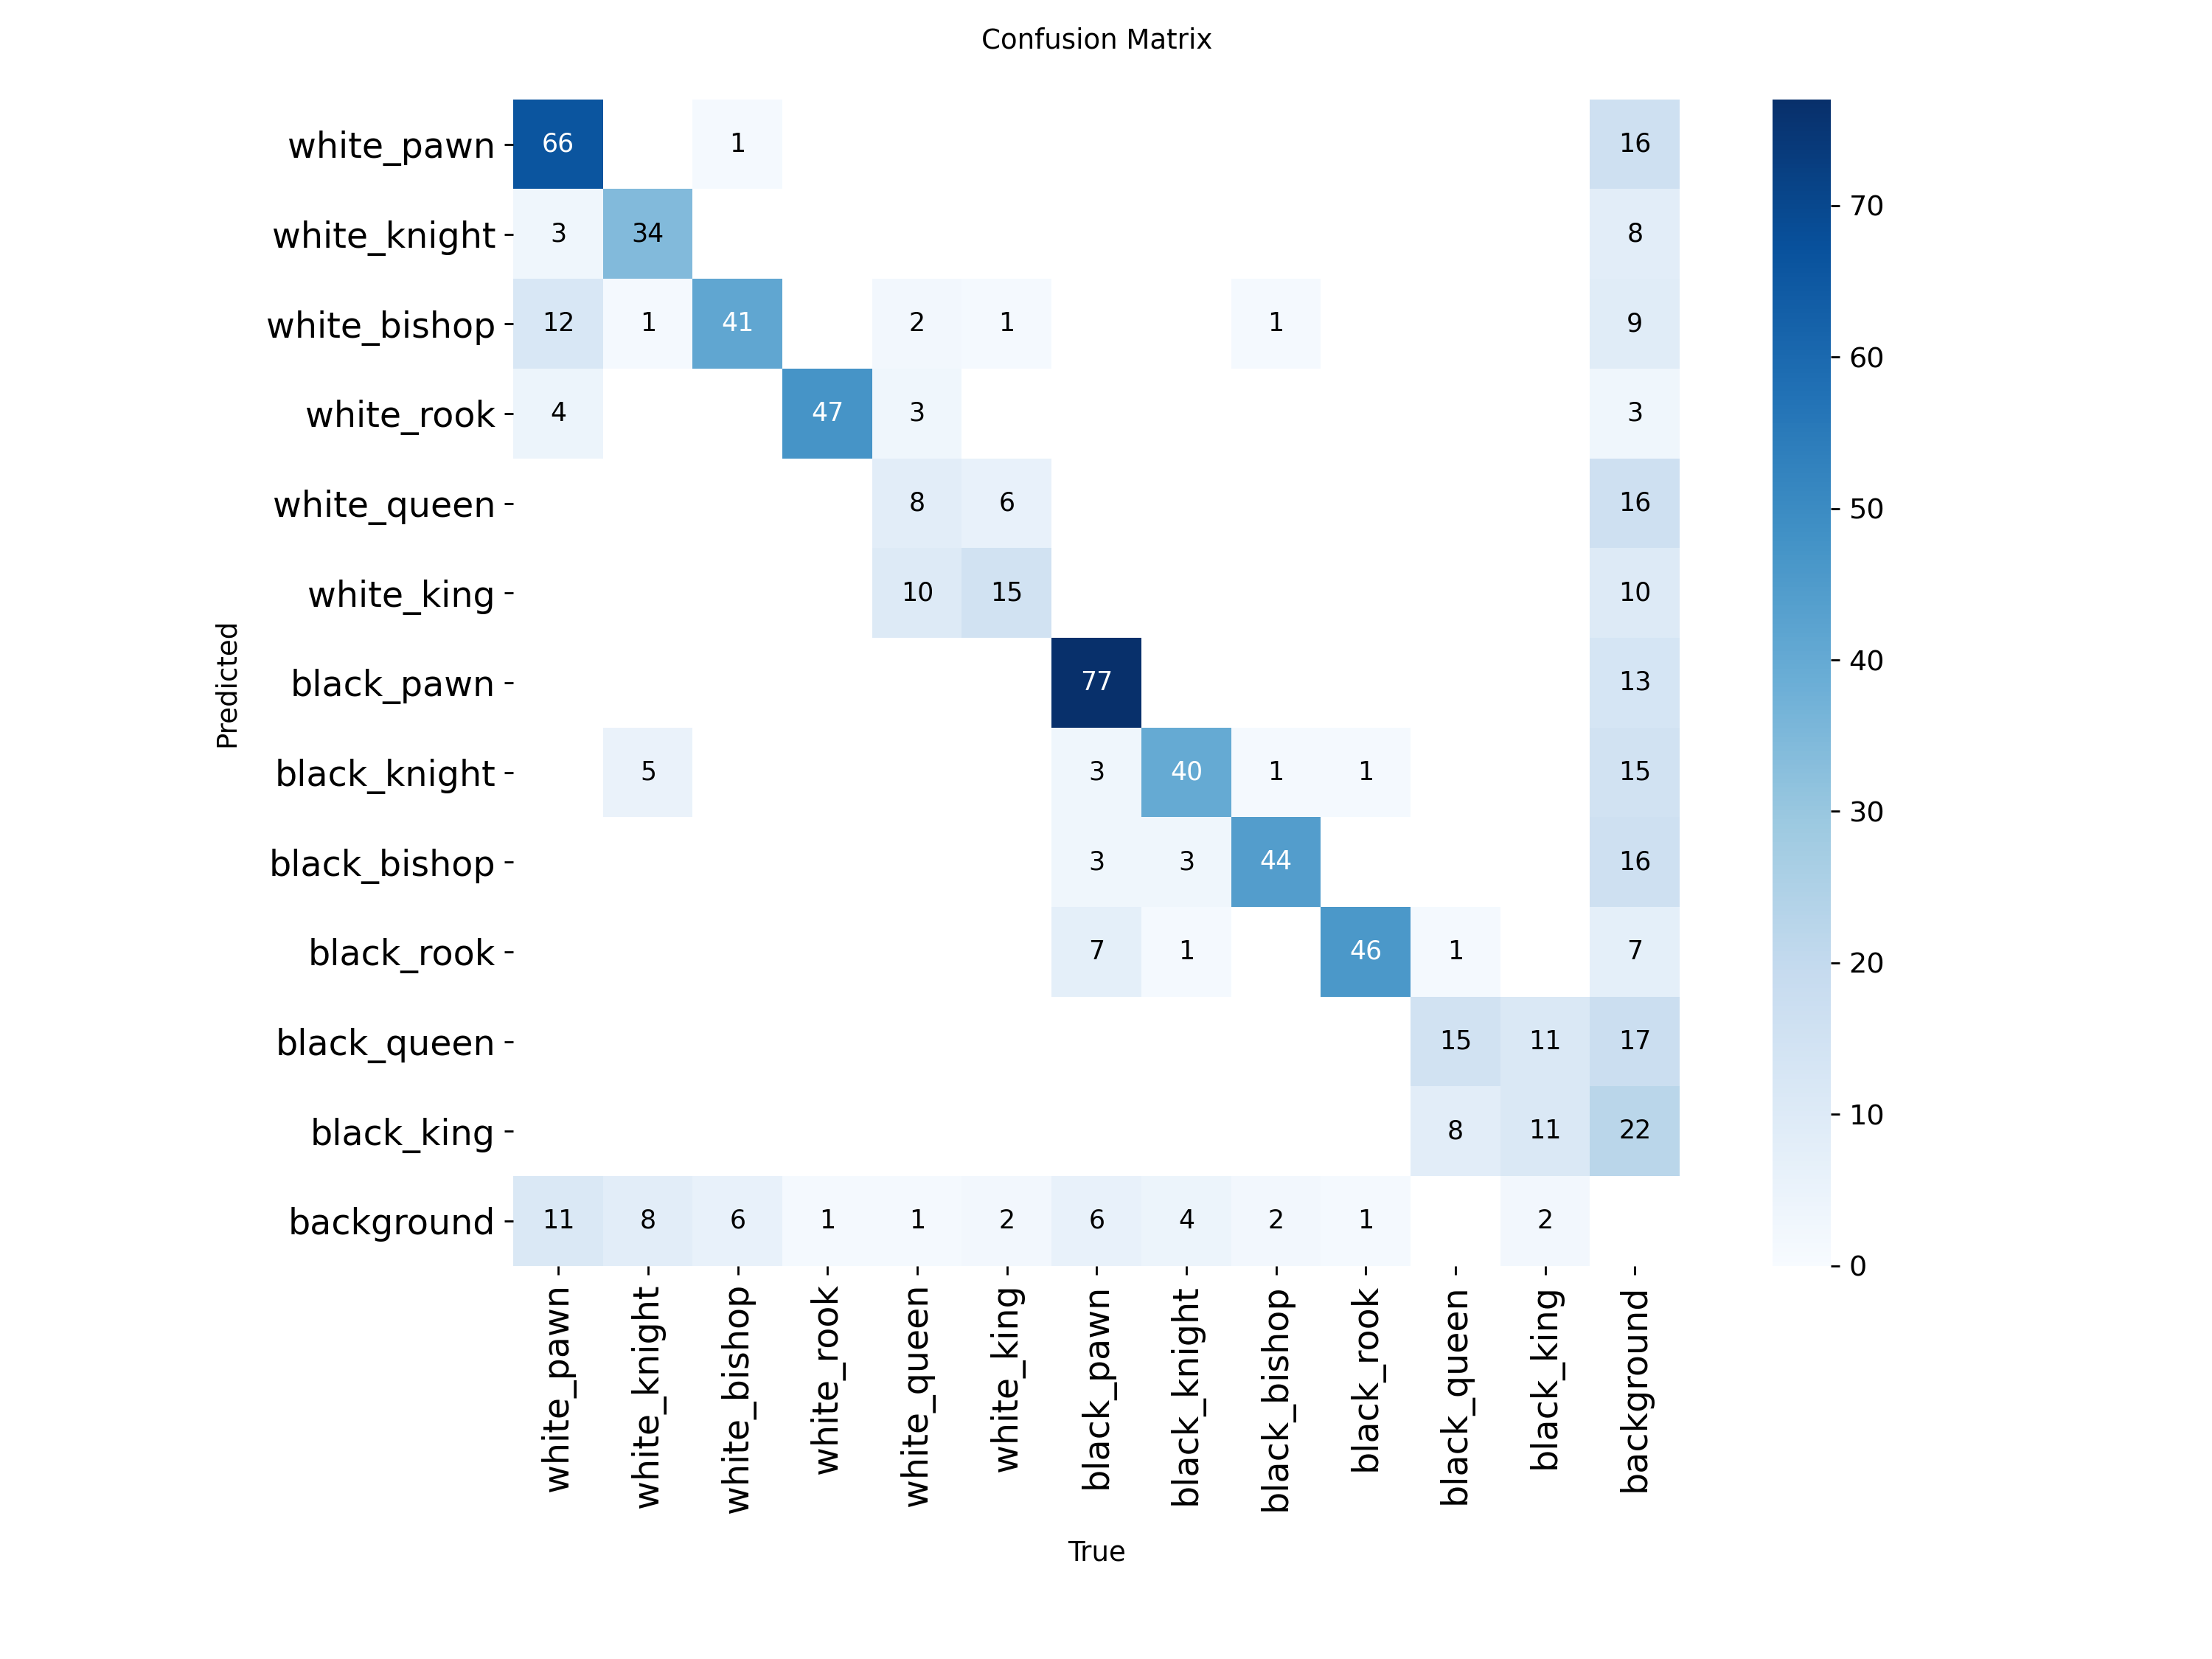 Confusion Matrix
white_pawn 66 1 16
white_knight 3 34 8
white_bishop 12 1 41 2 1 1 9
white_rook 4 47 3 3
white_queen 8 6 16
white_king 10 15 10
black_pawn 77 13
black_knight 5 3 40 1 1 15
black_bishop 3 3 44 16
black_rook 7 1 46 1 7
black_queen 15 11 17
black_king 8 11 22
background 11 8 6 1 1 2 6 4 2 1 2
Predicted
white_pawn
white_knight
white_bishop
white_rook
white_queen
white_king
black_pawn
black_knight
black_bishop
black_rook
black_queen
black_king
background
True
70
60
50
40
30
20
10
0